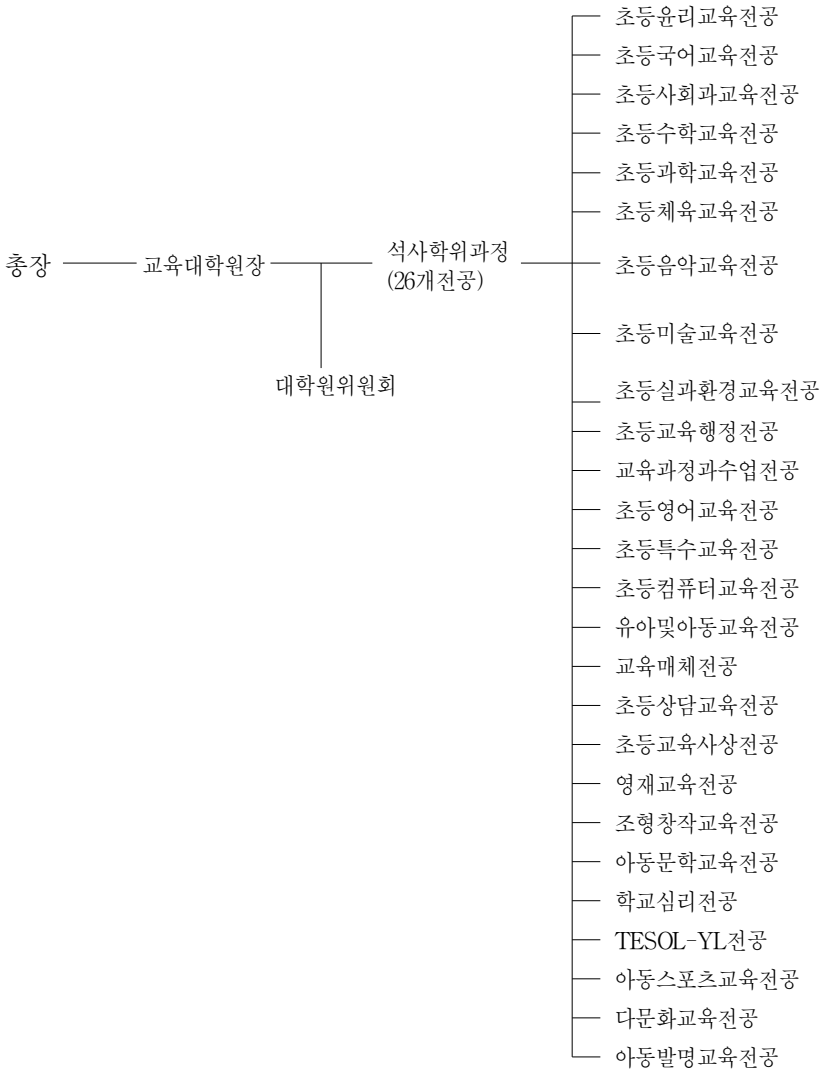 총장
교육대학원장
대학원위원회
석사학위과정
(26개전공)
초등윤리교육전공
초등국어교육전공
초등사회과교육전공
초등수학교육전공
초등과학교육전공
초등체육교육전공
초등음악교육전공
초등미술교육전공
초등실과환경교육전공
초등교육행정전공
교육과정과수업전공
초등영어교육전공
초등특수교육전공
초등컴퓨터교육전공
유아및아동교육전공
교육매체전공
초등상담교육전공
초등교육사상전공
영재교육전공
조형창작교육전공
아동문학교육전공
학교심리전공
TESOL-YL전공
아동스포츠교육전공
다문화교육전공
아동발명교육전공